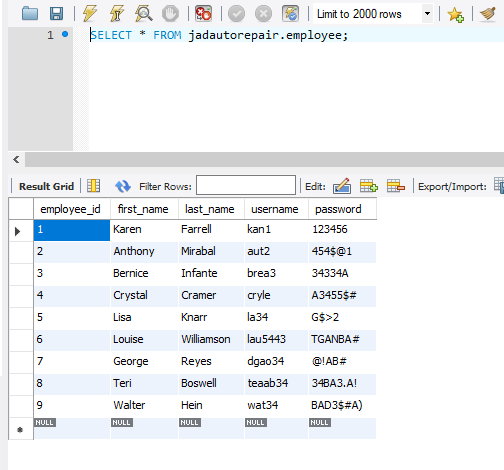 Limit to 2000 rows
1 SELECT * FROM jadautorepair.employee;
Result Grid Filter Rows: Edit: Export/Import:
employee_id first_name last_name username password
1 Karen Farrell kan1 123456
2 Anthony Mirabal aut2 454$@1
3 Bernice Infante brea3 34334A
4 Crystal Cramer cryle A3455$#
5 Lisa Knarr la34 G$>2
6 Louise Williamson lau5443 TGANBA#
7 George Reyes dgao34 @!AB#
8 Teri Boswell teaab34 34BA3.A!
9 Walter Hein wat34 BAD3$#A)
NULL NULL NULL NULL NULL